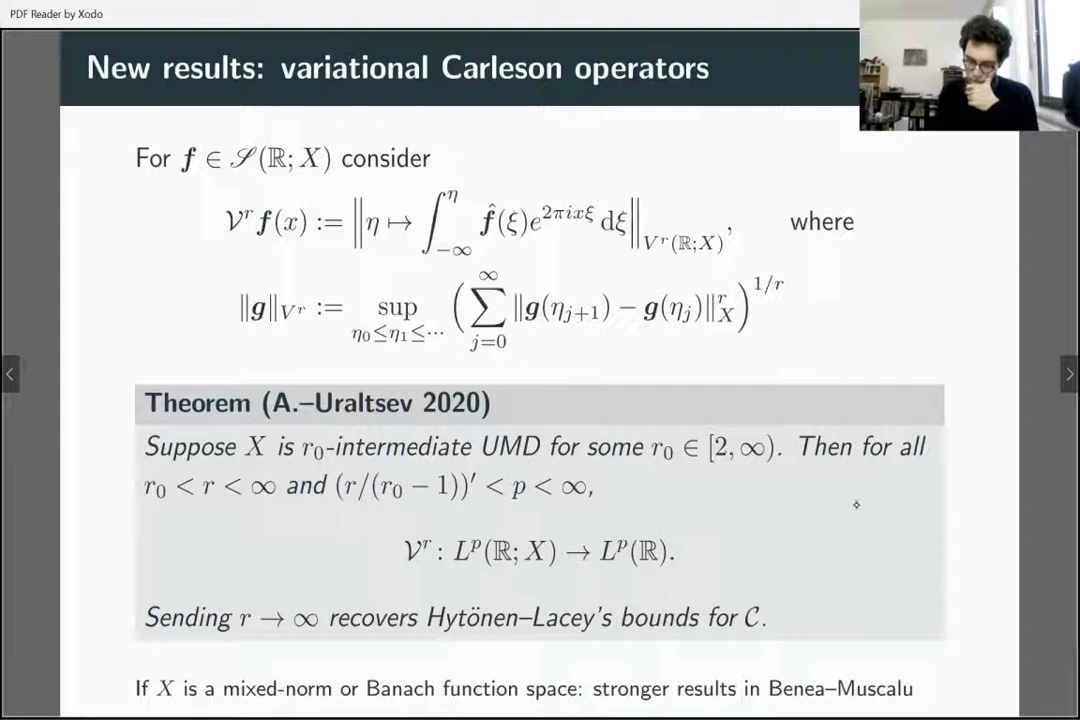 PDF Reader by Xodo
New results: variational Carleson operators
For f ∈ 𝒮(ℝ; X) consider
𝒱^r f(x) := ‖η ↦ ∫_{-∞}^{η} f̂(ξ)e^{2πixξ} dξ‖_{V^r(ℝ;X)}, where
‖g‖_{V^r} := sup_{η_0≤η_1≤⋯} (∑_{j=0}^{∞} ‖g(η_{j+1}) − g(η_j)‖_X^r)^{1/r}
Theorem (A.–Uraltsev 2020)
Suppose X is r_0-intermediate UMD for some r_0 ∈ [2, ∞). Then for all
r_0 < r < ∞ and (r/(r_0 − 1))′ < p < ∞,
𝒱^r : L^p(ℝ; X) → L^p(ℝ).
Sending r → ∞ recovers Hytönen–Lacey's bounds for 𝒞.
If X is a mixed-norm or Banach function space: stronger results in Benea–Muscalu